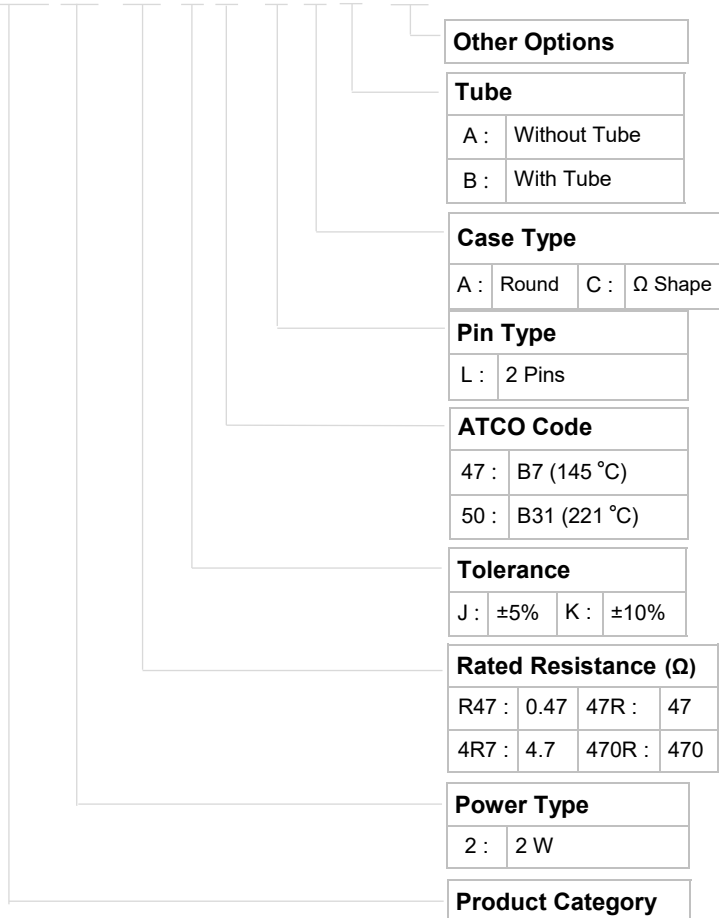 Other Options
Tube
A : Without Tube
B : With Tube
Case Type
A : Round C : Ω Shape
Pin Type
L : 2 Pins
ATCO Code
47 : B7 (145 ℃)
50 : B31 (221 ℃)
Tolerance
J : ±5% K : ±10%
Rated Resistance (Ω)
R47 : 0.47 47R : 47
4R7 : 4.7 470R : 470
Power Type
2 : 2 W
Product Category